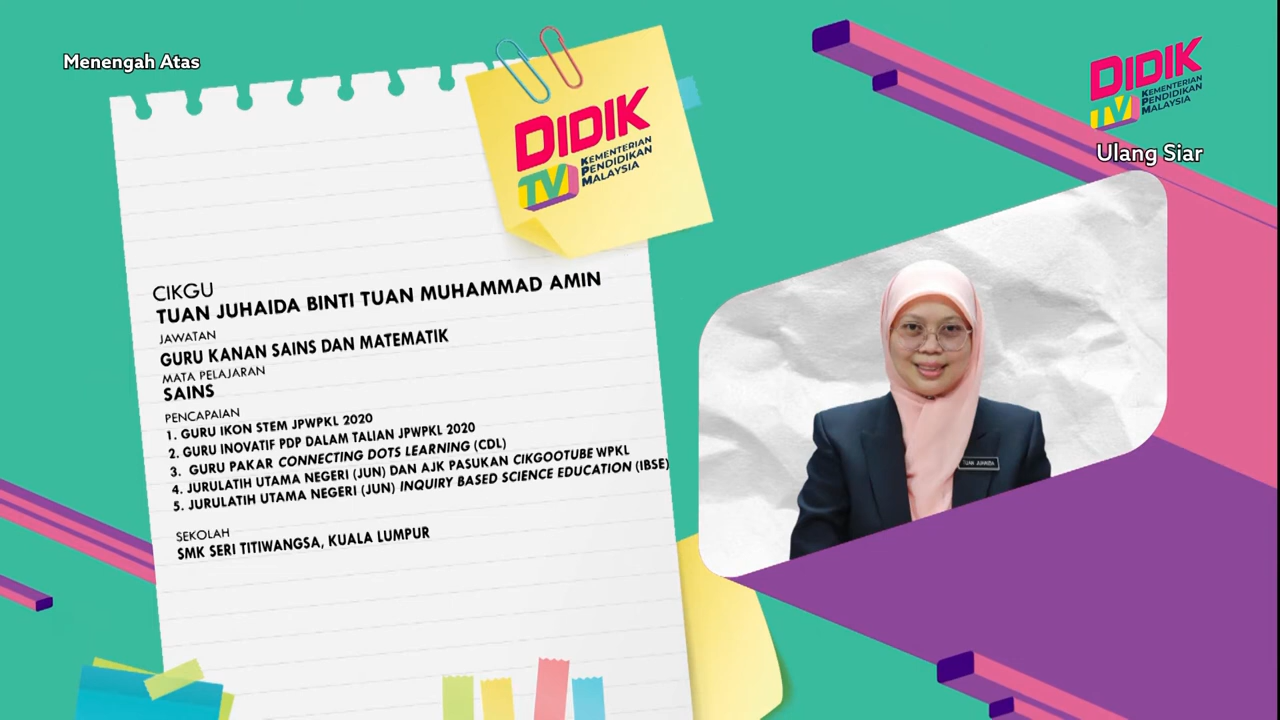 Menengah Atas
DIDIK
TV
KEMENTERIAN
PENDIDIKAN
MALAYSIA
DIDIK
TV
KEMENTERIAN
PENDIDIKAN
MALAYSIA
Ulang Siar
CIKGU
TUAN JUHAIDA BINTI TUAN MUHAMMAD AMIN
JAWATAN
GURU KANAN SAINS DAN MATEMATIK
MATA PELAJARAN
SAINS
PENCAPAIAN
1. GURU IKON STEM JPWPKL 2020
2. GURU INOVATIF PDP DALAM TALIAN JPWPKL 2020
3. GURU PAKAR CONNECTING DOTS LEARNING (CDL)
4. JURULATIH UTAMA NEGERI (JUN) DAN AJK PASUKAN CIKGOOTUBE WPKL
5. JURULATIH UTAMA NEGERI (JUN) INQUIRY BASED SCIENCE EDUCATION (IBSE)
SEKOLAH
SMK SERI TITIWANGSA, KUALA LUMPUR
TUAN JUHAIDA